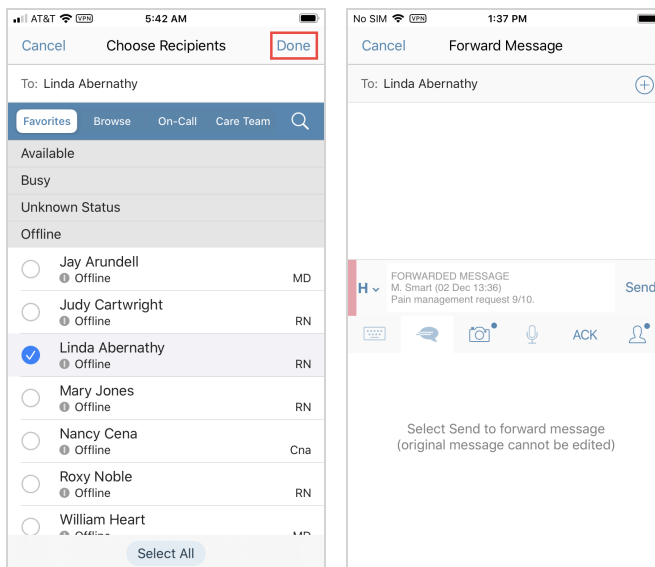 AT&T VPN 5:42 AM
Cancel Choose Recipients Done
To: Linda Abernathy
Favorites Browse On-Call Care Team
Available
Busy
Unknown Status
Offline
Jay Arundell
Offline MD
Judy Cartwright
Offline RN
Linda Abernathy
Offline RN
Mary Jones
Offline RN
Nancy Cena
Offline Cna
Roxy Noble
Offline RN
William Heart
Offline MD
Select All
No SIM VPN 1:37 PM
Cancel Forward Message
To: Linda Abernathy
FORWARDED MESSAGE
H M. Smart (02 Dec 13:36) Send
Pain management request 9/10.
ACK
Select Send to forward message
(original message cannot be edited)